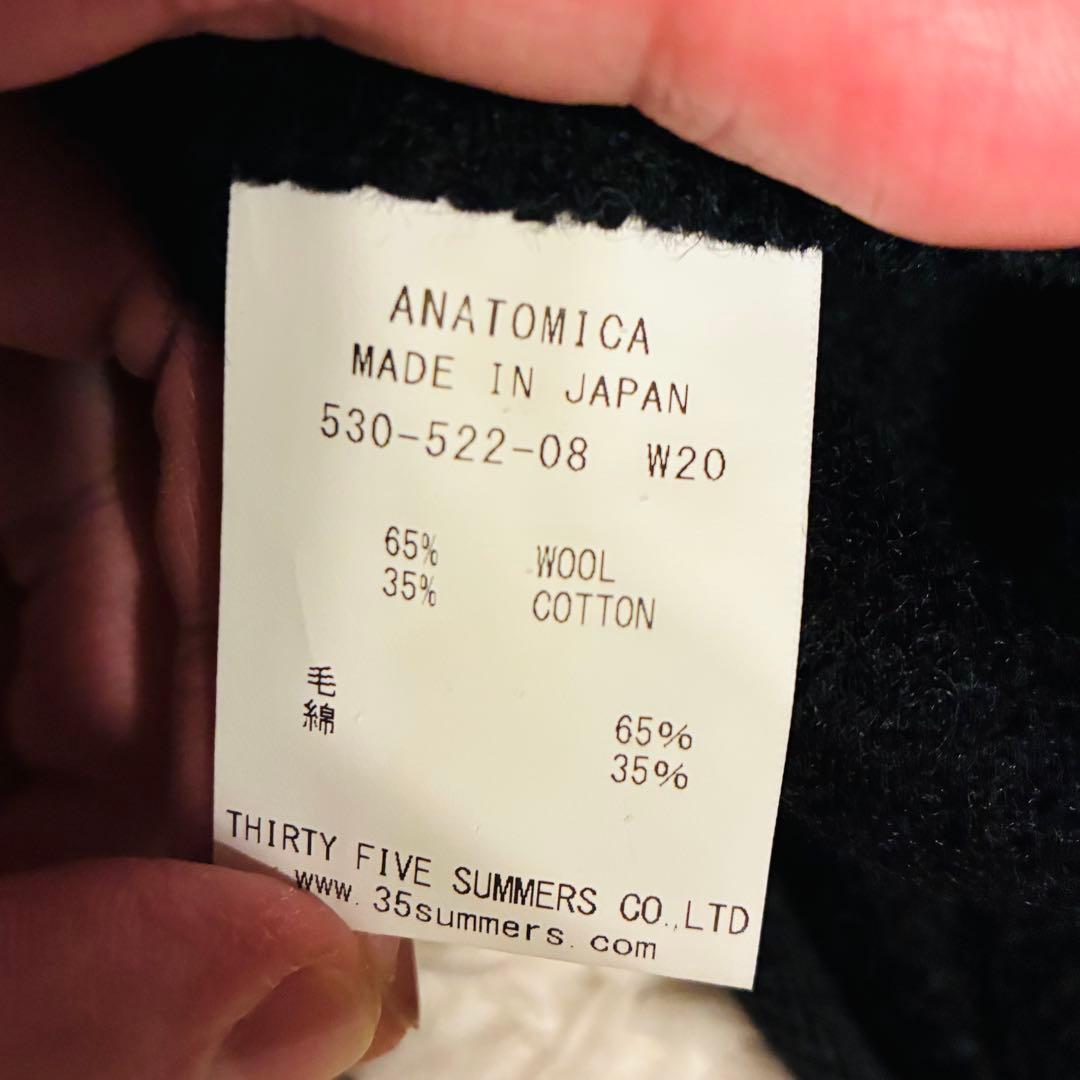 ANATOMICA
MADE IN JAPAN
530-522-08 W20
65% WOOL
35% COTTON
毛 65%
綿 35%
THIRTY FIVE SUMMERS CO.,LTD
www.35summers.com